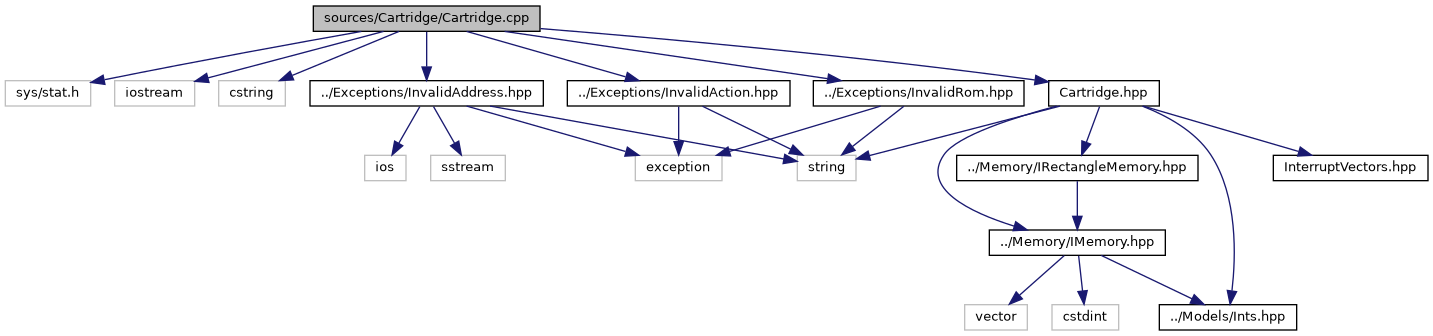 sources/Cartridge/Cartridge.cpp
sys/stat.h
iostream
cstring
../Exceptions/InvalidAddress.hpp
../Exceptions/InvalidAction.hpp
../Exceptions/InvalidRom.hpp
Cartridge.hpp
ios
sstream
exception
string
../Memory/IRectangleMemory.hpp
InterruptVectors.hpp
../Memory/IMemory.hpp
vector
cstdint
../Models/Ints.hpp